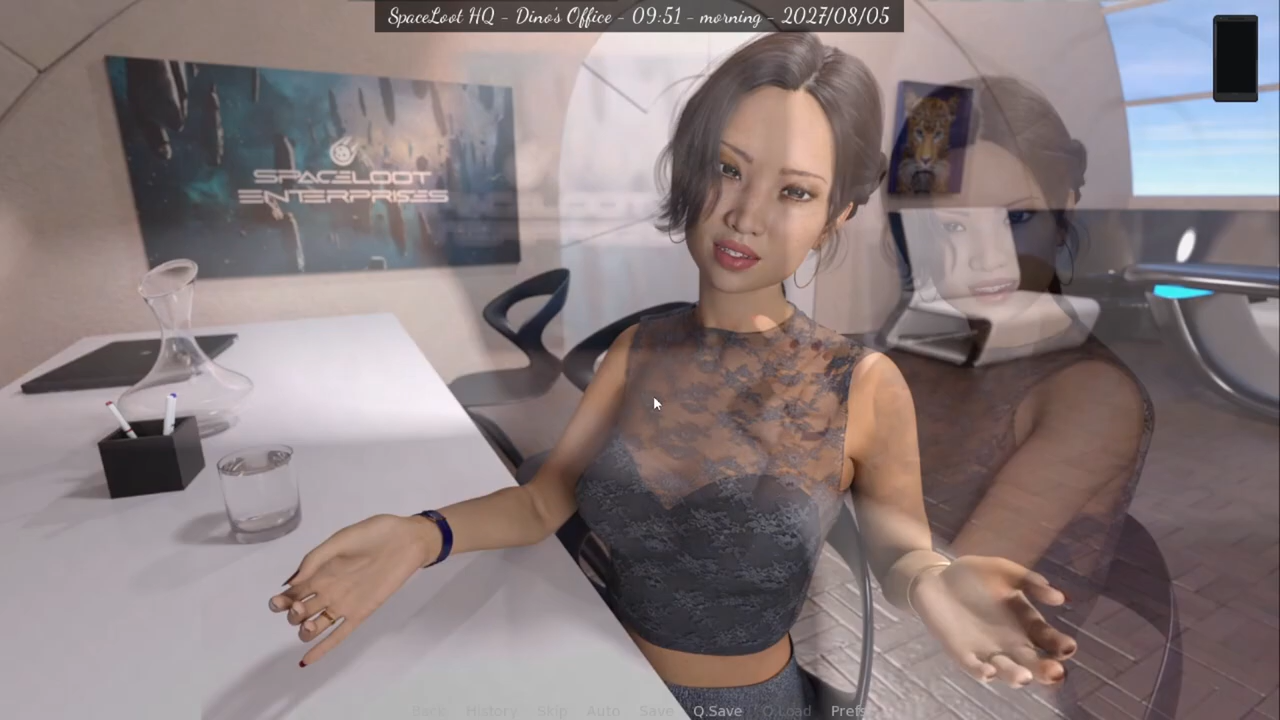 SpaceLoot HQ - Dino's Office - 09:51 - morning - 2027/08/05
SPACELOOT
ENTERPRISES
Back History Skip Auto Save Q.Save Q.Load Prefs